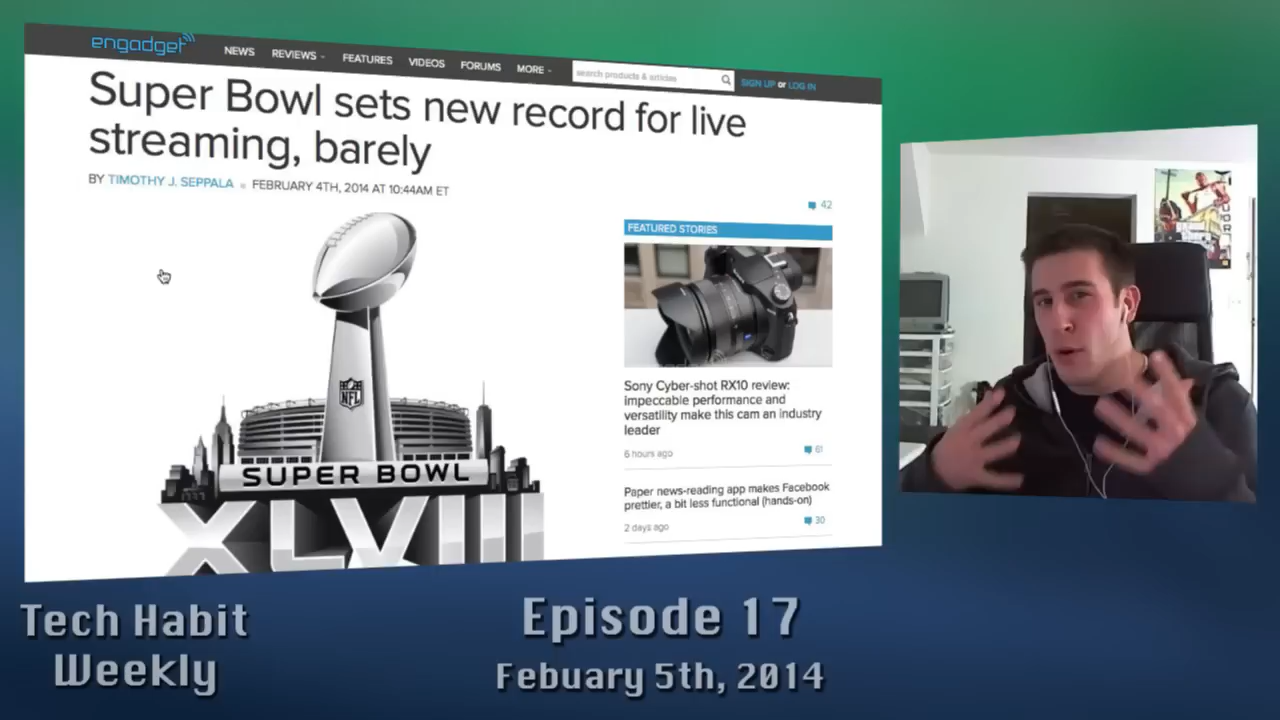 engadget
NEWS REVIEWS FEATURES VIDEOS FORUMS MORE
search products & articles
SIGN UP or LOG IN
Super Bowl sets new record for live
streaming, barely
BY TIMOTHY J. SEPPALA FEBRUARY 4TH, 2014 AT 10:44AM ET
42
FEATURED STORIES
Sony Cyber-shot RX10 review:
impeccable performance and
versatility make this cam an industry
leader
6 hours ago 61
Paper news-reading app makes Facebook
prettier, a bit less functional (hands-on)
2 days ago 30
NFL
SUPER BOWL
XLVIII
Tech Habit
Weekly
Episode 17
Febuary 5th, 2014